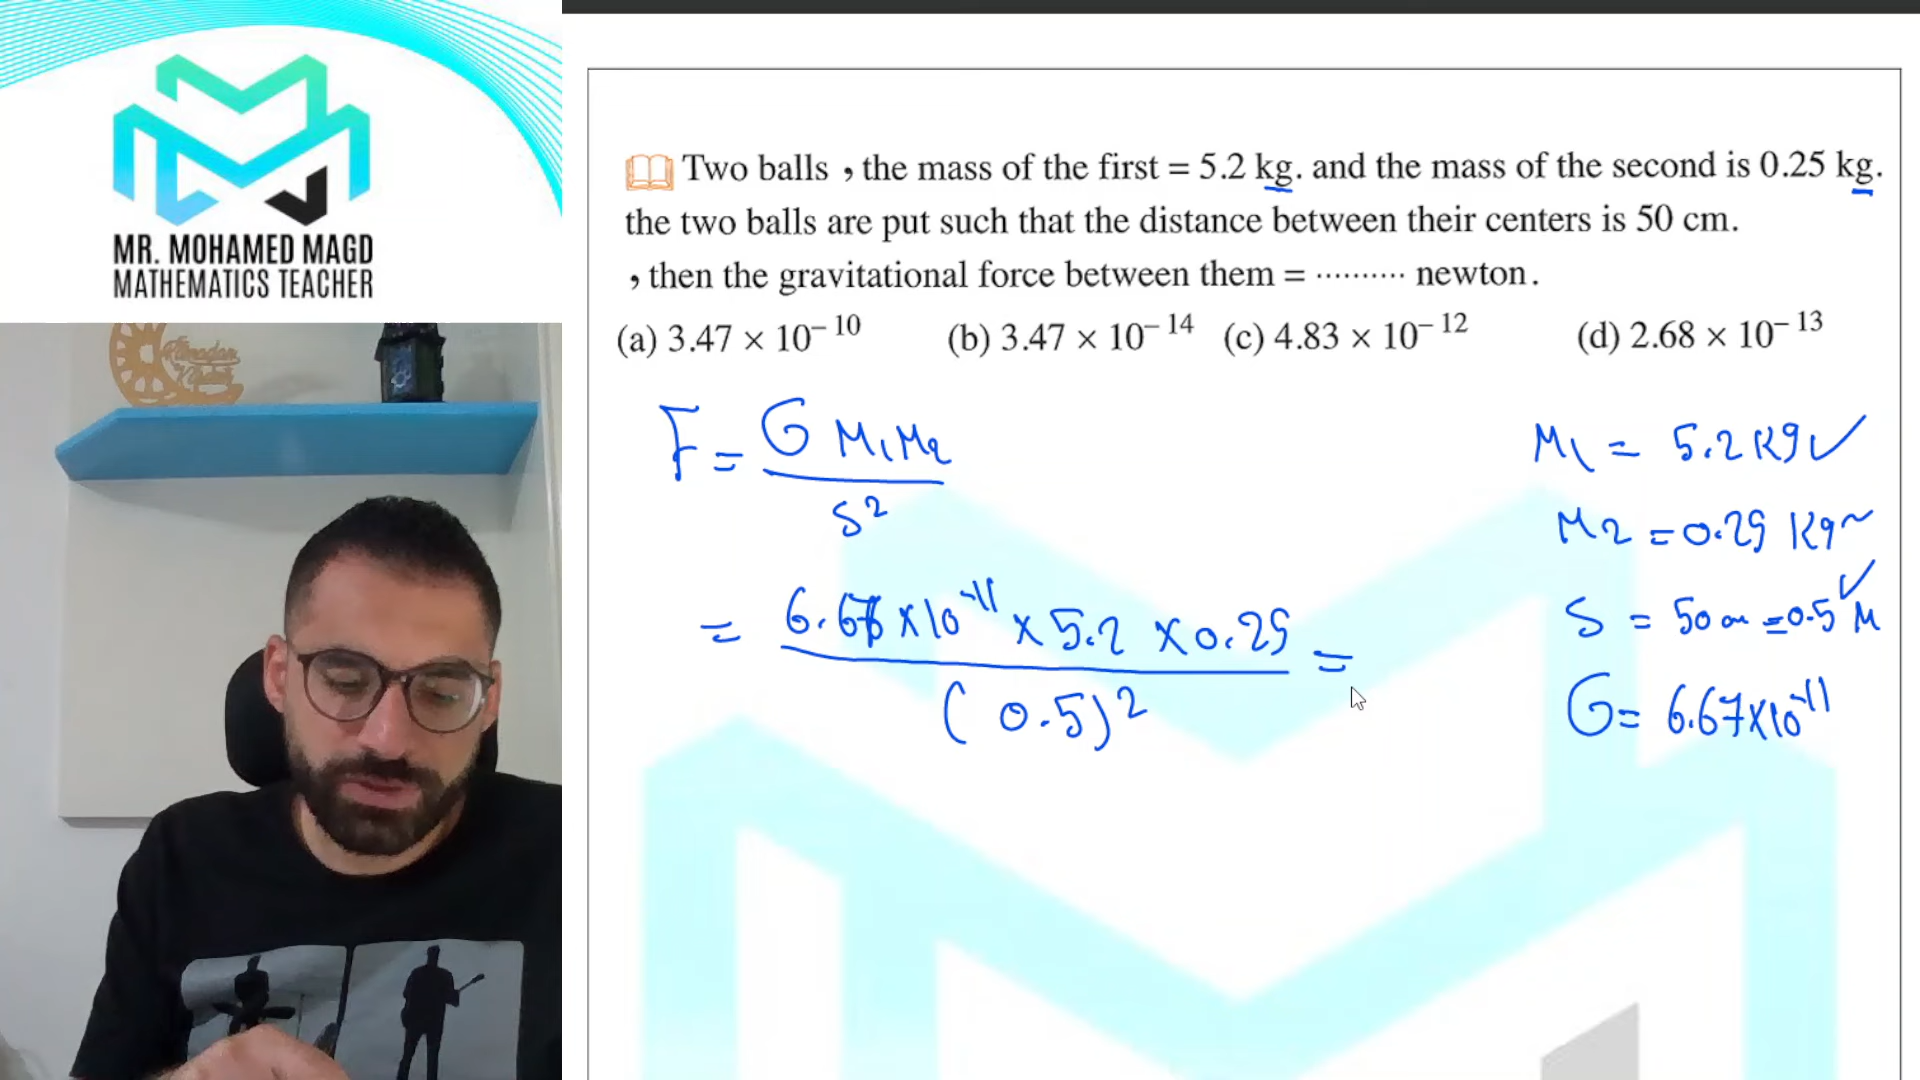 MR. MOHAMED MAGD
MATHEMATICS TEACHER
Ramadan
Two balls , the mass of the first = 5.2 kg. and the mass of the second is 0.25 kg.
the two balls are put such that the distance between their centers is 50 cm.
, then the gravitational force between them = .......... newton.
(a) 3.47 × 10⁻¹⁰ (b) 3.47 × 10⁻¹⁴ (c) 4.83 × 10⁻¹² (d) 2.68 × 10⁻¹³
F = G M₁M₂
S²
= 6.67 × 10⁻¹¹ × 5.2 × 0.25 =
(0.5)²
M₁ = 5.2 Kg ✓
M2 = 0.25 Kg
S = 50 cm = 0.5 M ✓
G = 6.67×10⁻¹¹